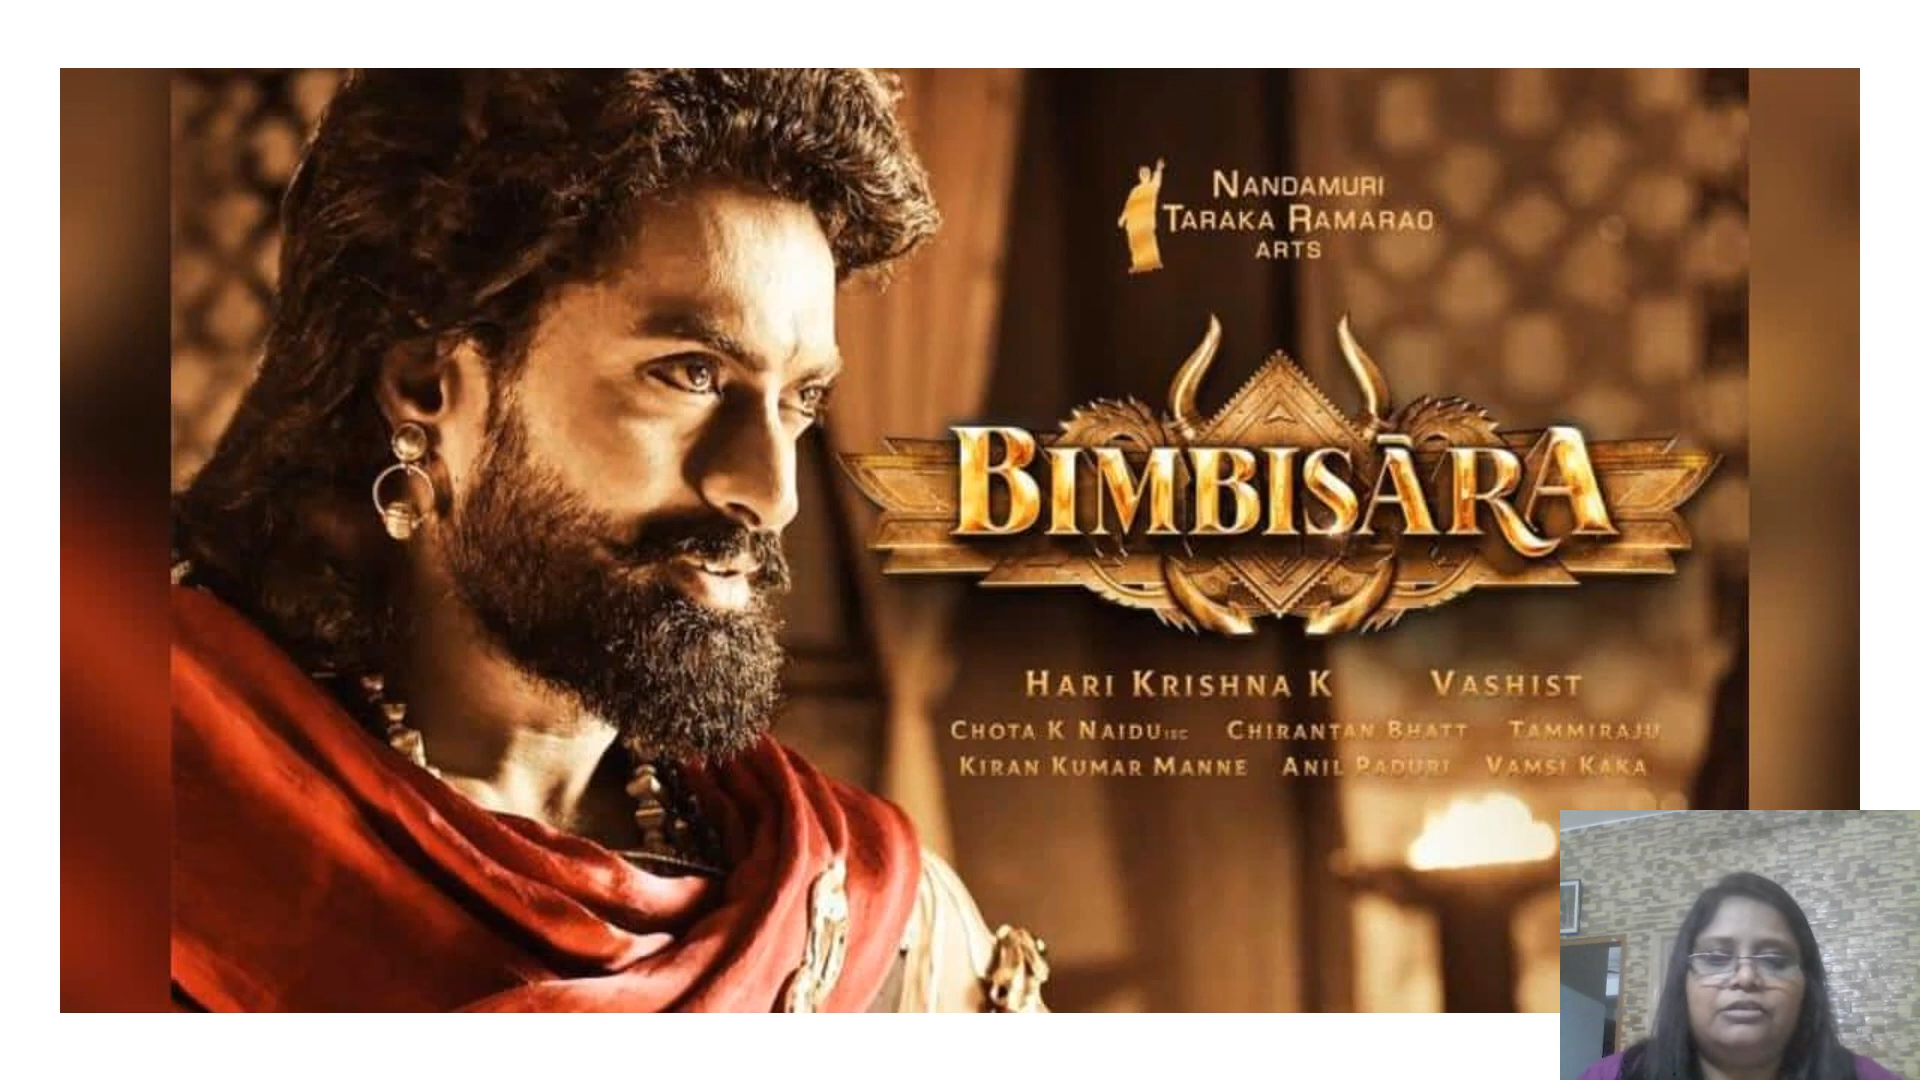 NANDAMURI
TARAKA RAMARAO
ARTS
BIMBISĀRA
HARI KRISHNA K VASHIST
CHOTA K NAIDU ISC CHIRANTAN BHATT TAMMIRAJU
KIRAN KUMAR MANNE ANIL PADURI VAMSI KAKA